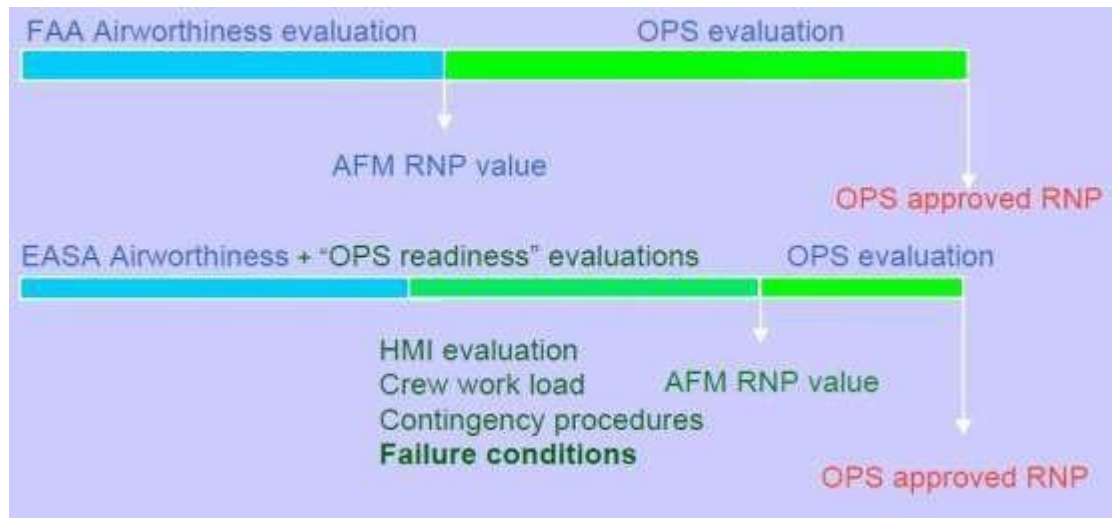 FAA Airworthiness evaluation OPS evaluation
AFM RNP value
OPS approved RNP
EASA Airworthiness + "OPS readiness" evaluations OPS evaluation
HMI evaluation
Crew work load
AFM RNP value
Contingency procedures
Failure conditions
OPS approved RNP